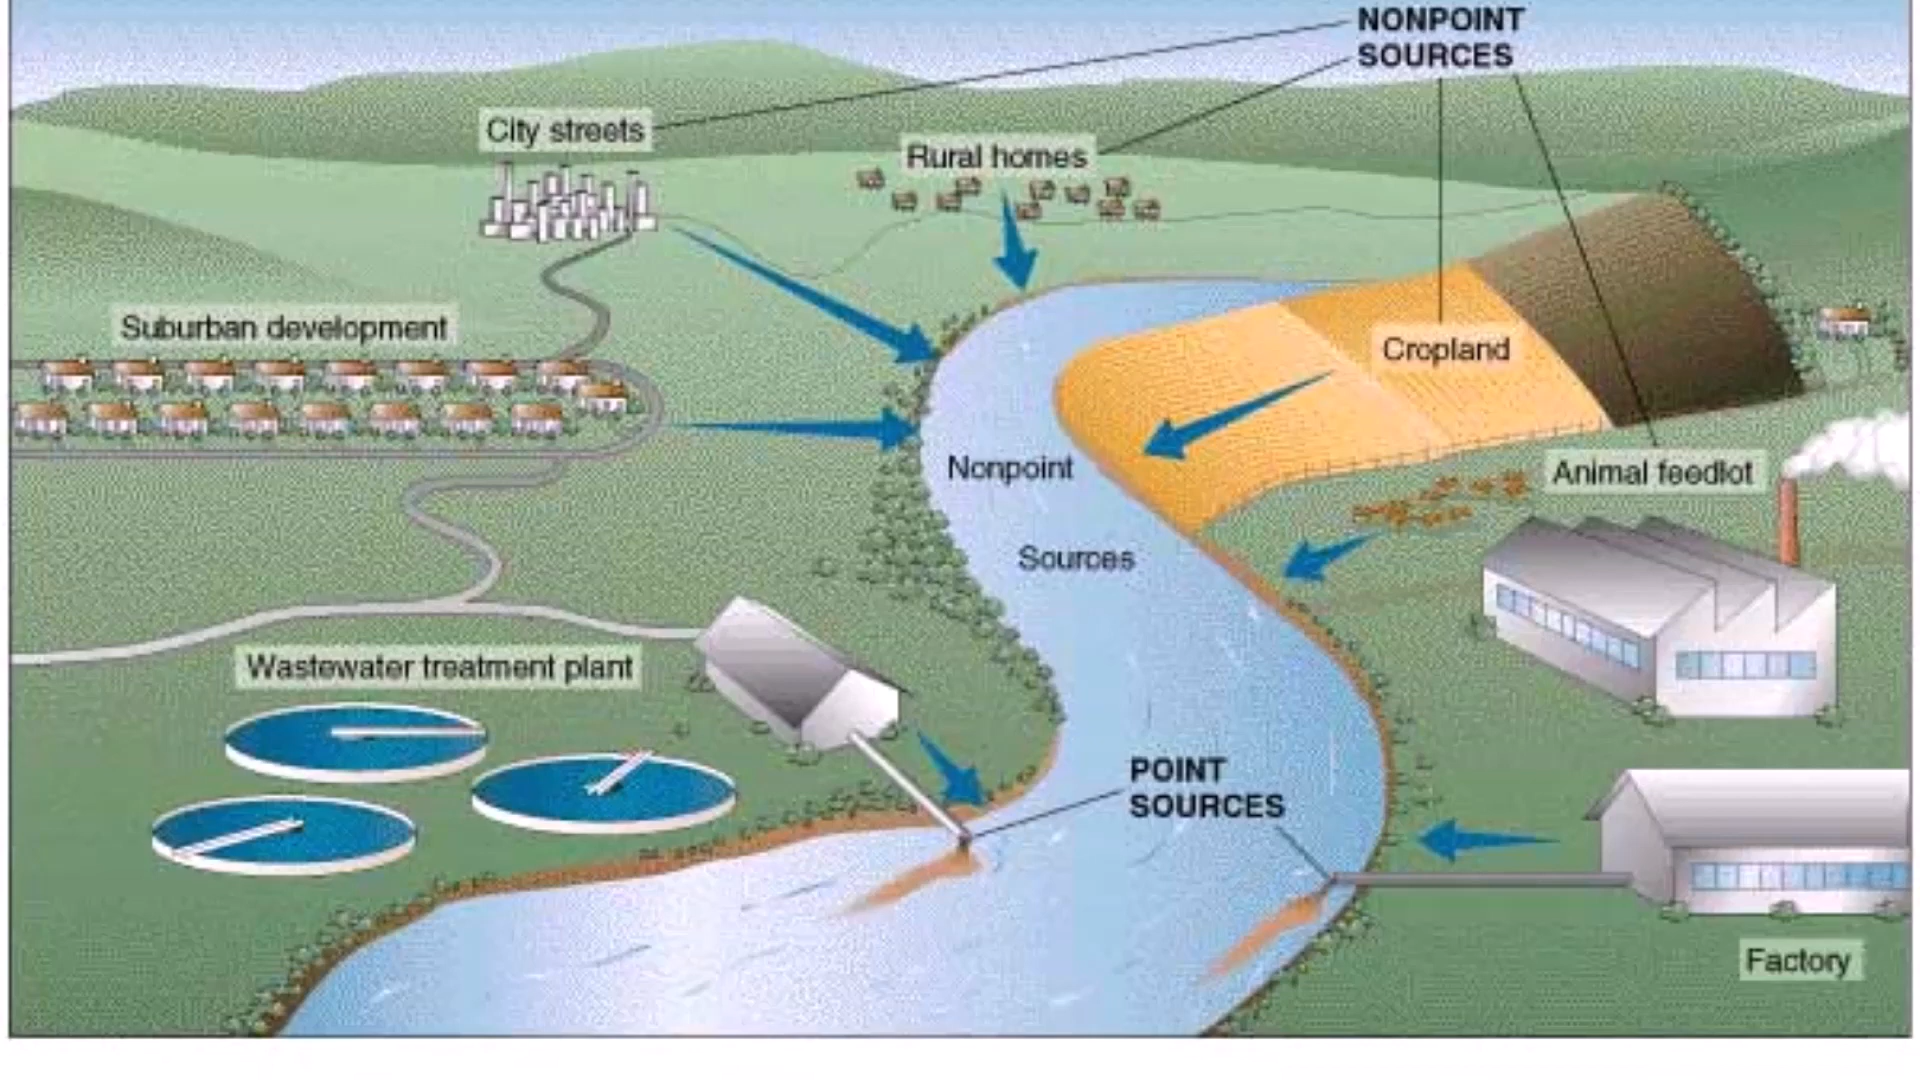 NONPOINT
SOURCES
City streets
Rural homes
Suburban development
Cropland
Nonpoint
Animal feedlot
Sources
Wastewater treatment plant
POINT
SOURCES
Factory